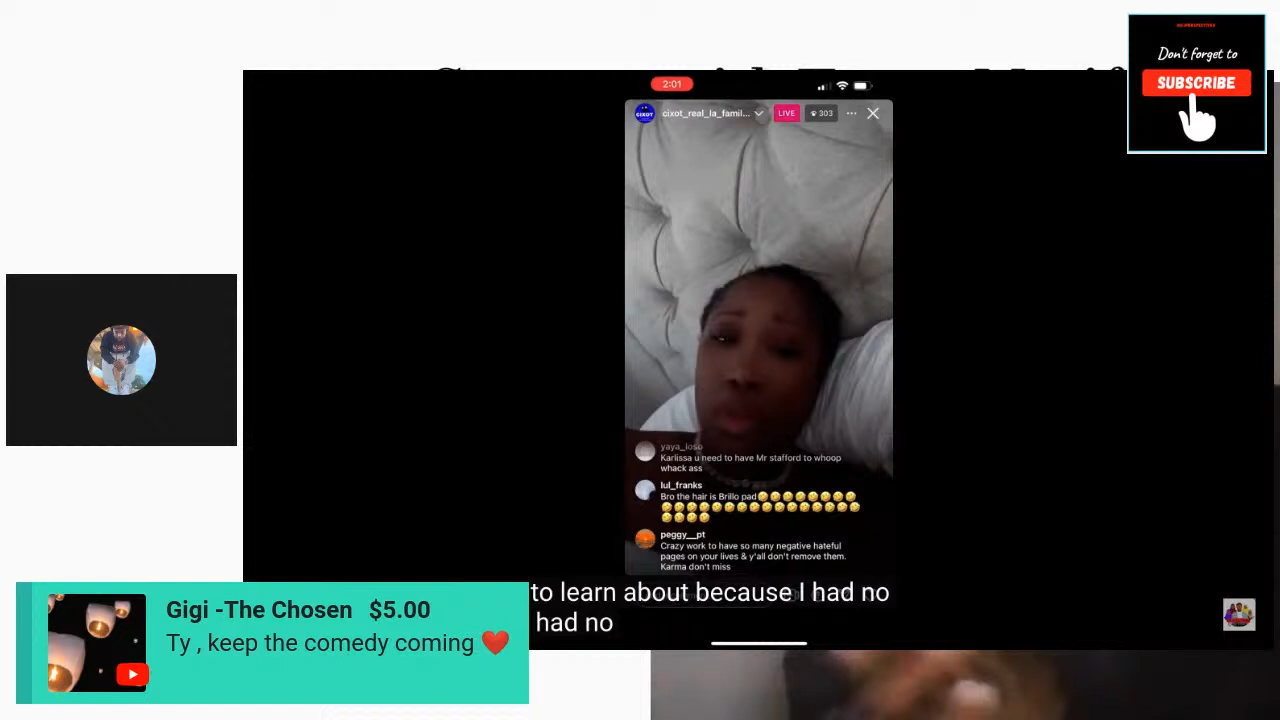 Don't forget to
SUBSCRIBE
2:01
CIXOT
cixot_real_la_famil...
LIVE
303
yaya_loso
Karlissa u need to have Mr stafford to whoop
whack ass
lul_franks
Bro the hair is Brillo pad🤣🤣🤣🤣🤣🤣🤣🤣
🤣🤣🤣🤣🤣🤣🤣🤣🤣🤣🤣🤣🤣🤣🤣🤣
🤣🤣🤣🤣
peggy__pt
Crazy work to have so many negative hateful
pages on your lives & y'all don't remove them.
Karma don't miss
to learn about because I had no
had no
Gigi -The Chosen $5.00
Ty , keep the comedy coming ❤️